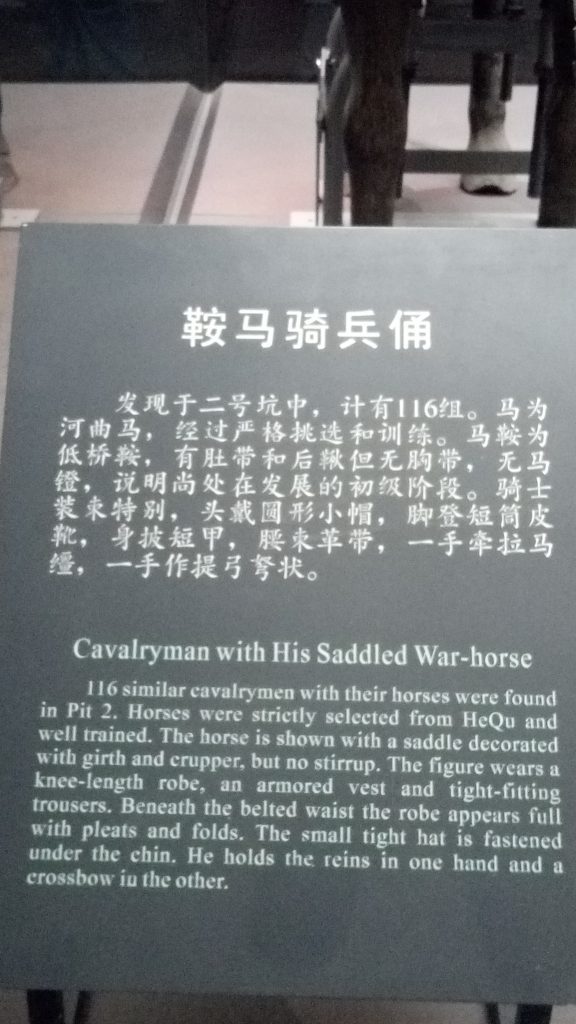 鞍马骑兵俑
发现于二号坑中，计有116组。马为
河曲马，经过严格挑选和训练。马鞍为
低桥鞍，有肚带和后鞦但无胸带，无马
镫，说明尚处在发展的初级阶段。骑士
装束特别，头戴圆形小帽，脚登短筒皮
靴，身披短甲，腰束革带，一手牵拉马
缰，一手作提弓弩状。
Cavalryman with His Saddled War-horse
116 similar cavalrymen with their horses were found
in Pit 2. Horses were strictly selected from HeQu and
well trained. The horse is shown with a saddle decorated
with girth and crupper, but no stirrup. The figure wears a
knee-length robe, an armored vest and tight-fitting
trousers. Beneath the belted waist the robe appears full
with pleats and folds. The small tight hat is fastened
under the chin. He holds the reins in one hand and a
crossbow in the other.